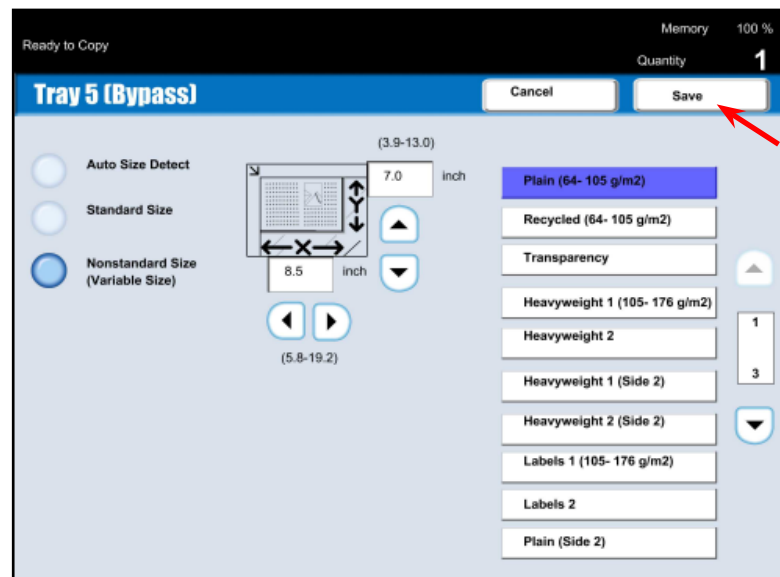 Memory 100 %
Ready to Copy
Quantity 1
Tray 5 (Bypass)
Cancel
Save
Auto Size Detect
Standard Size
Nonstandard Size
(Variable Size)
(3.9-13.0)
7.0 inch
Y
X
8.5 inch
(5.8-19.2)
Plain (64- 105 g/m2)
Recycled (64- 105 g/m2)
Transparency
Heavyweight 1 (105- 176 g/m2)
Heavyweight 2
Heavyweight 1 (Side 2)
Heavyweight 2 (Side 2)
Labels 1 (105- 176 g/m2)
Labels 2
Plain (Side 2)
1
3